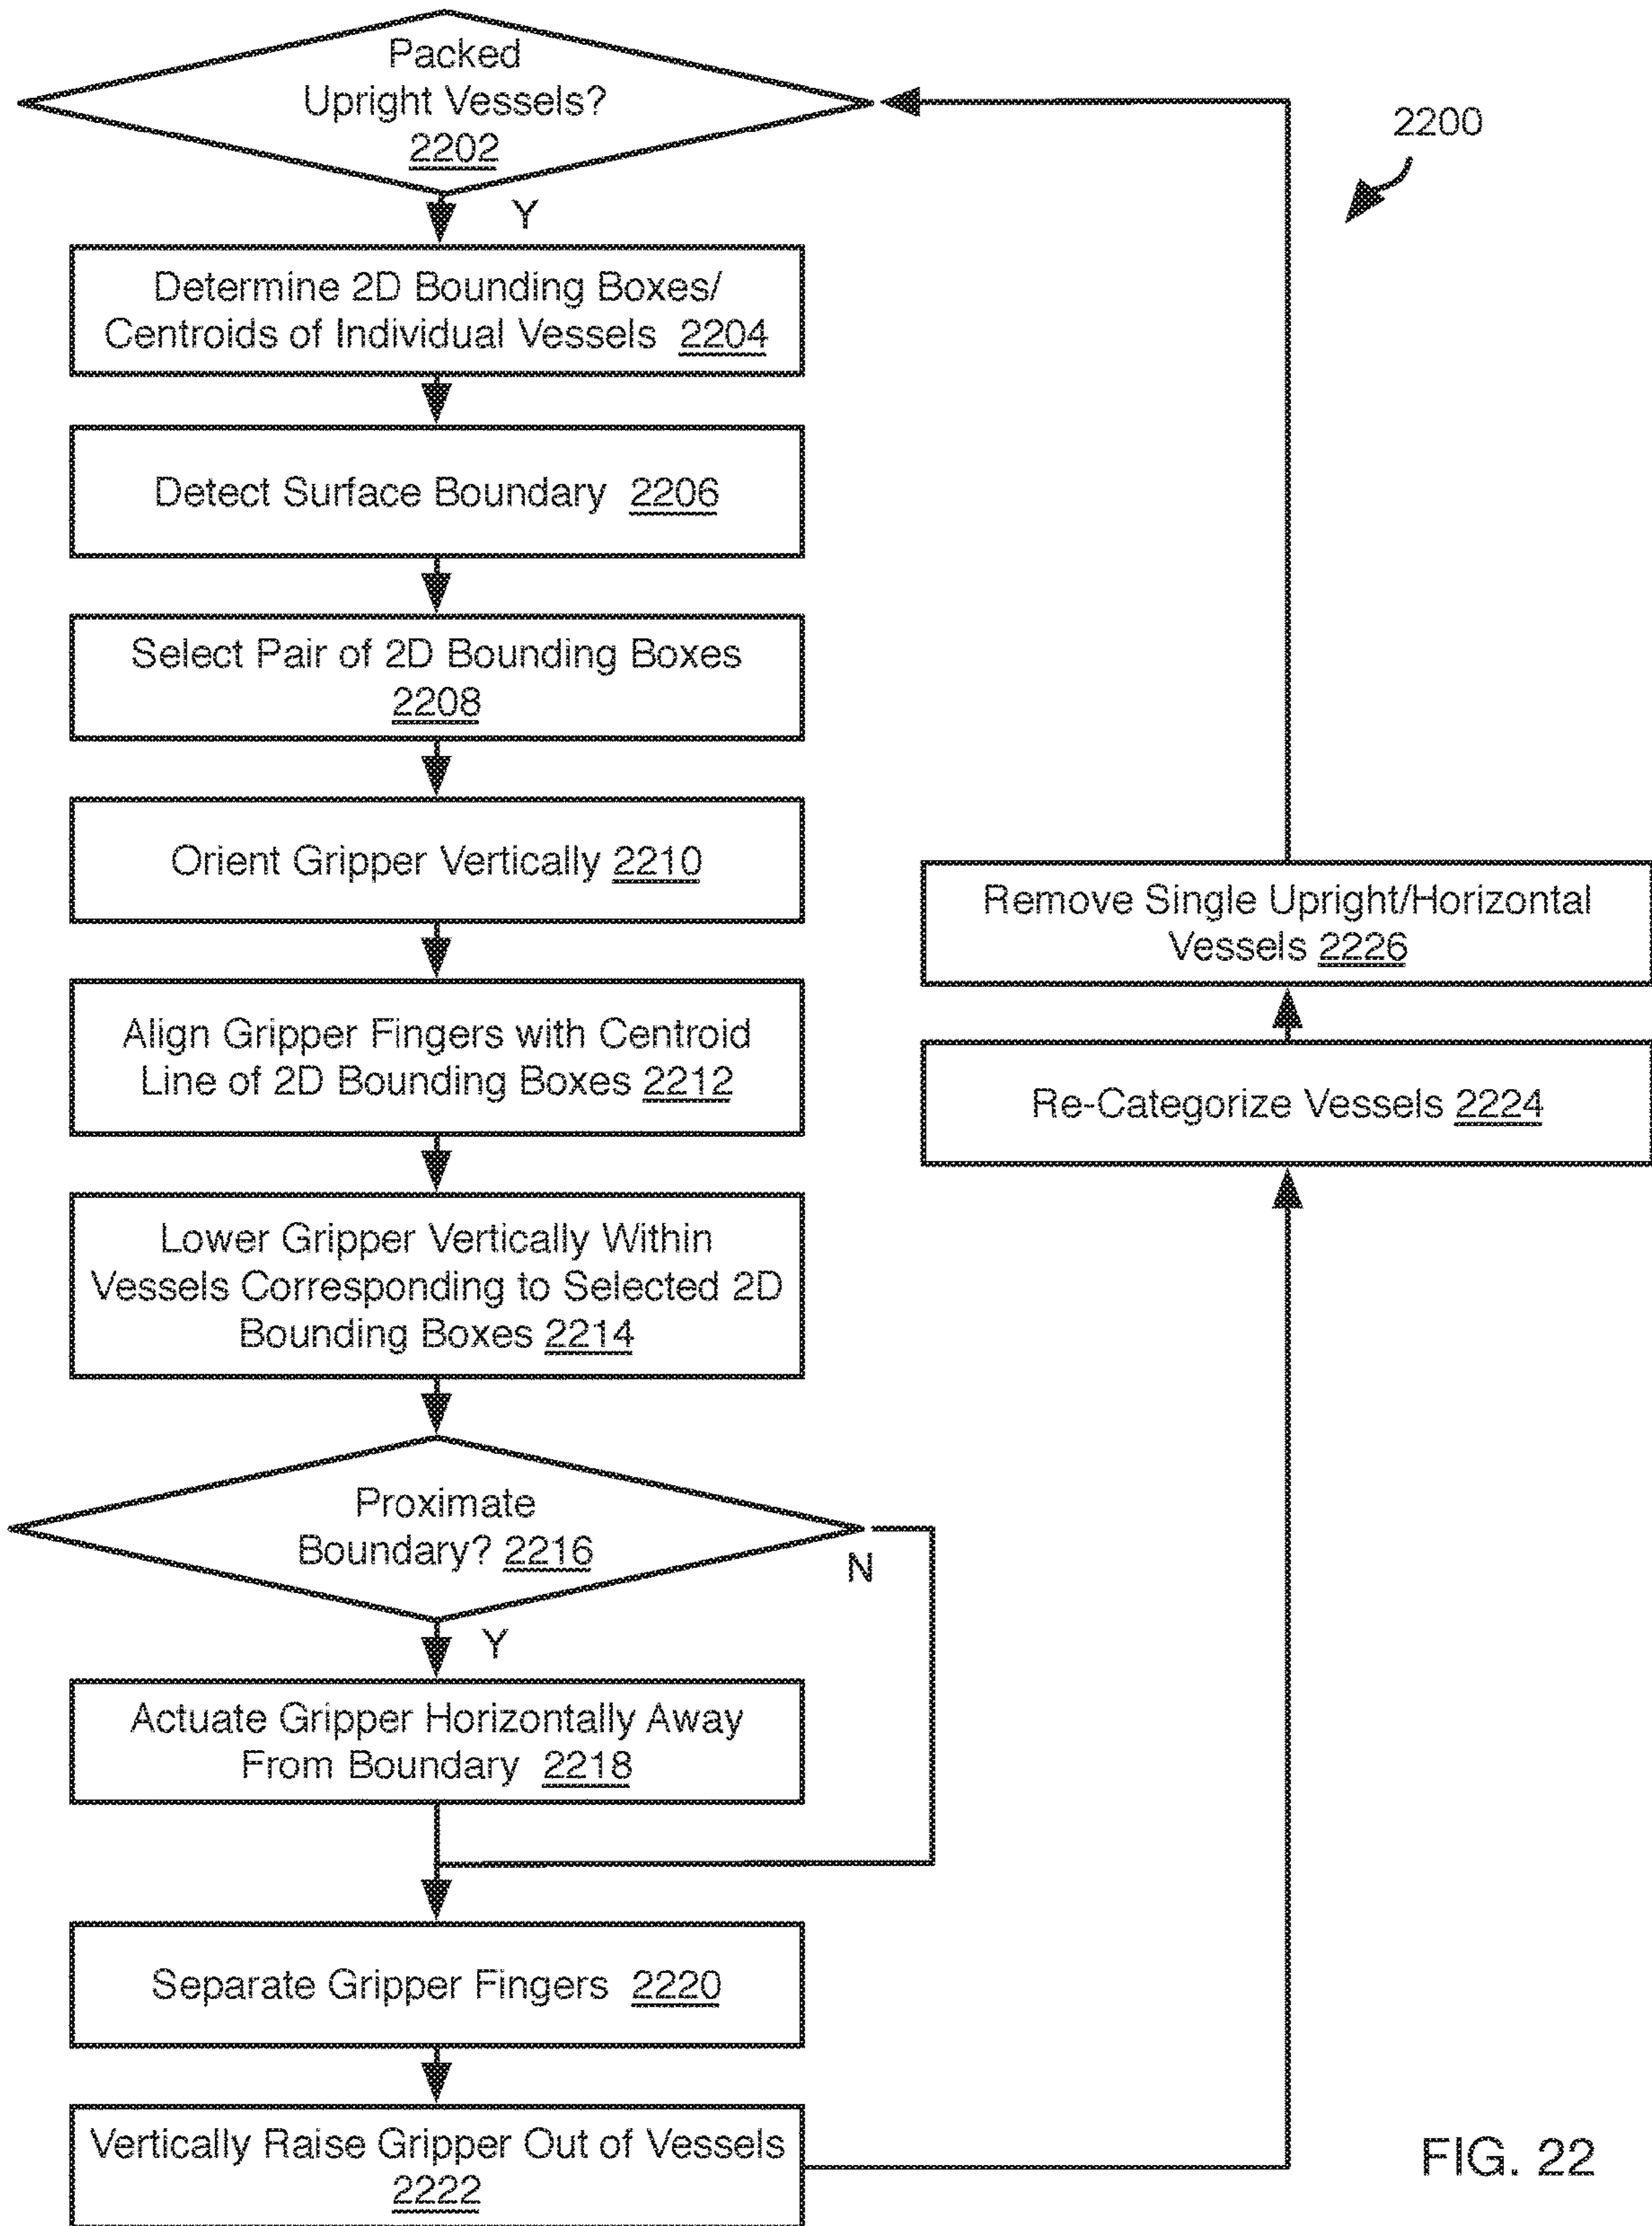 Packed
Upright Vessels?
2202
2200
Y
Determine 2D Bounding Boxes/
Centroids of Individual Vessels 2204
Detect Surface Boundary 2206
Select Pair of 2D Bounding Boxes
2208
Orient Gripper Vertically 2210
Align Gripper Fingers with Centroid
Line of 2D Bounding Boxes 2212
Lower Gripper Vertically Within
Vessels Corresponding to Selected 2D
Bounding Boxes 2214
Proximate
Boundary? 2216
N
Y
Actuate Gripper Horizontally Away
From Boundary 2218
Separate Gripper Fingers 2220
Vertically Raise Gripper Out of Vessels
2222
Re-Categorize Vessels 2224
Remove Single Upright/Horizontal
Vessels 2226
FIG. 22